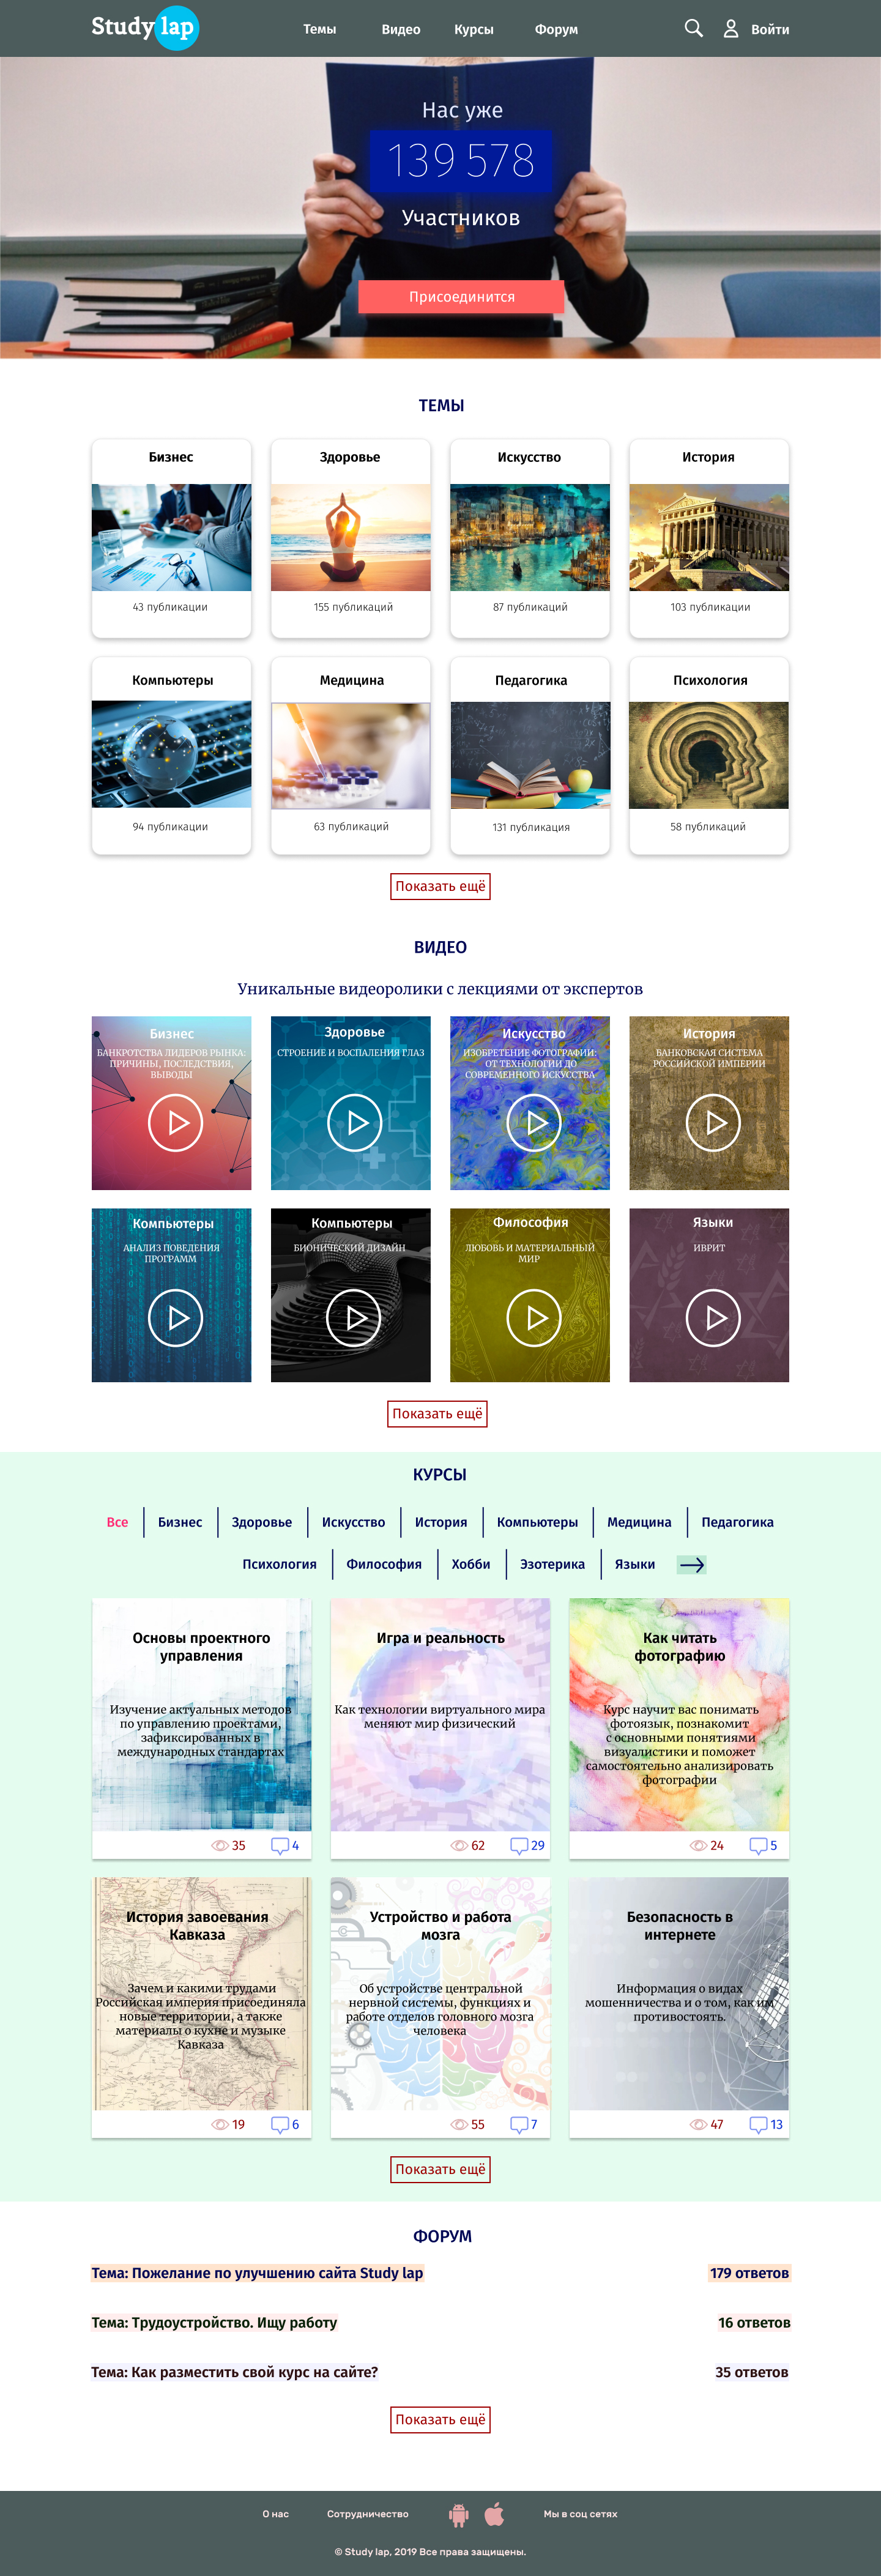 Study lap
Темы Видео Курсы Форум Войти
Нас уже
139 578
Участников
Присоединится
ТЕМЫ
Бизнес Здоровье Искусство История
43 публикации 155 публикаций 87 публикаций 103 публикации
Компьютеры Медицина Педагогика Психология
94 публикации 63 публикаций 131 публикация 58 публикаций
Показать ещё
ВИДЕО
Уникальные видеоролики с лекциями от экспертов
Бизнес
БАНКРОТСТВА ЛИДЕРОВ РЫНКА:
ПРИЧИНЫ, ПОСЛЕДСТВИЯ,
ВЫВОДЫ
Здоровье
СТРОЕНИЕ И ВОСПАЛЕНИЯ ГЛАЗ
Искусство
ИЗОБРЕТЕНИЕ ФОТОГРАФИИ:
ОТ ТЕХНОЛОГИИ ДО
СОВРЕМЕННОГО ИСКУССТВА
История
БАНКОВСКАЯ СИСТЕМА
РОССИЙСКОЙ ИМПЕРИИ
Компьютеры
АНАЛИЗ ПОВЕДЕНИЯ
ПРОГРАММ
Компьютеры
БИОНИЧЕСКИЙ ДИЗАЙН
Философия
ЛЮБОВЬ И МАТЕРИАЛЬНЫЙ
МИР
Языки
ИВРИТ
Показать ещё
КУРСЫ
Все Бизнес Здоровье Искусство История Компьютеры Медицина Педагогика
Психология Философия Хобби Эзотерика Языки
Основы проектного
управления
Изучение актуальных методов
по управлению проектами,
зафиксированных в
международных стандартах
35 4
Игра и реальность
Как технологии виртуального мира
меняют мир физический
62 29
Как читать
фотографию
Курс научит вас понимать
фотоязык, познакомит
с основными понятиями
визуалистики и поможет
самостоятельно анализировать
фотографии
24 5
История завоевания
Кавказа
Зачем и какими трудами
Российская империя присоединяла
новые территории, а также
материалы о кухне и музыке
Кавказа
19 6
Устройство и работа
мозга
Об устройстве центральной
нервной системы, функциях и
работе отделов головного мозга
человека
55 7
Безопасность в
интернете
Информация о видах
мошенничества и о том, как им
противостоять.
47 13
Показать ещё
ФОРУМ
Тема: Пожелание по улучшению сайта Study lap 179 ответов
Тема: Трудоустройство. Ищу работу 16 ответов
Тема: Как разместить свой курс на сайте? 35 ответов
Показать ещё
О нас Сотрудничество Мы в соц сетях
© Study lap, 2019 Все права защищены.